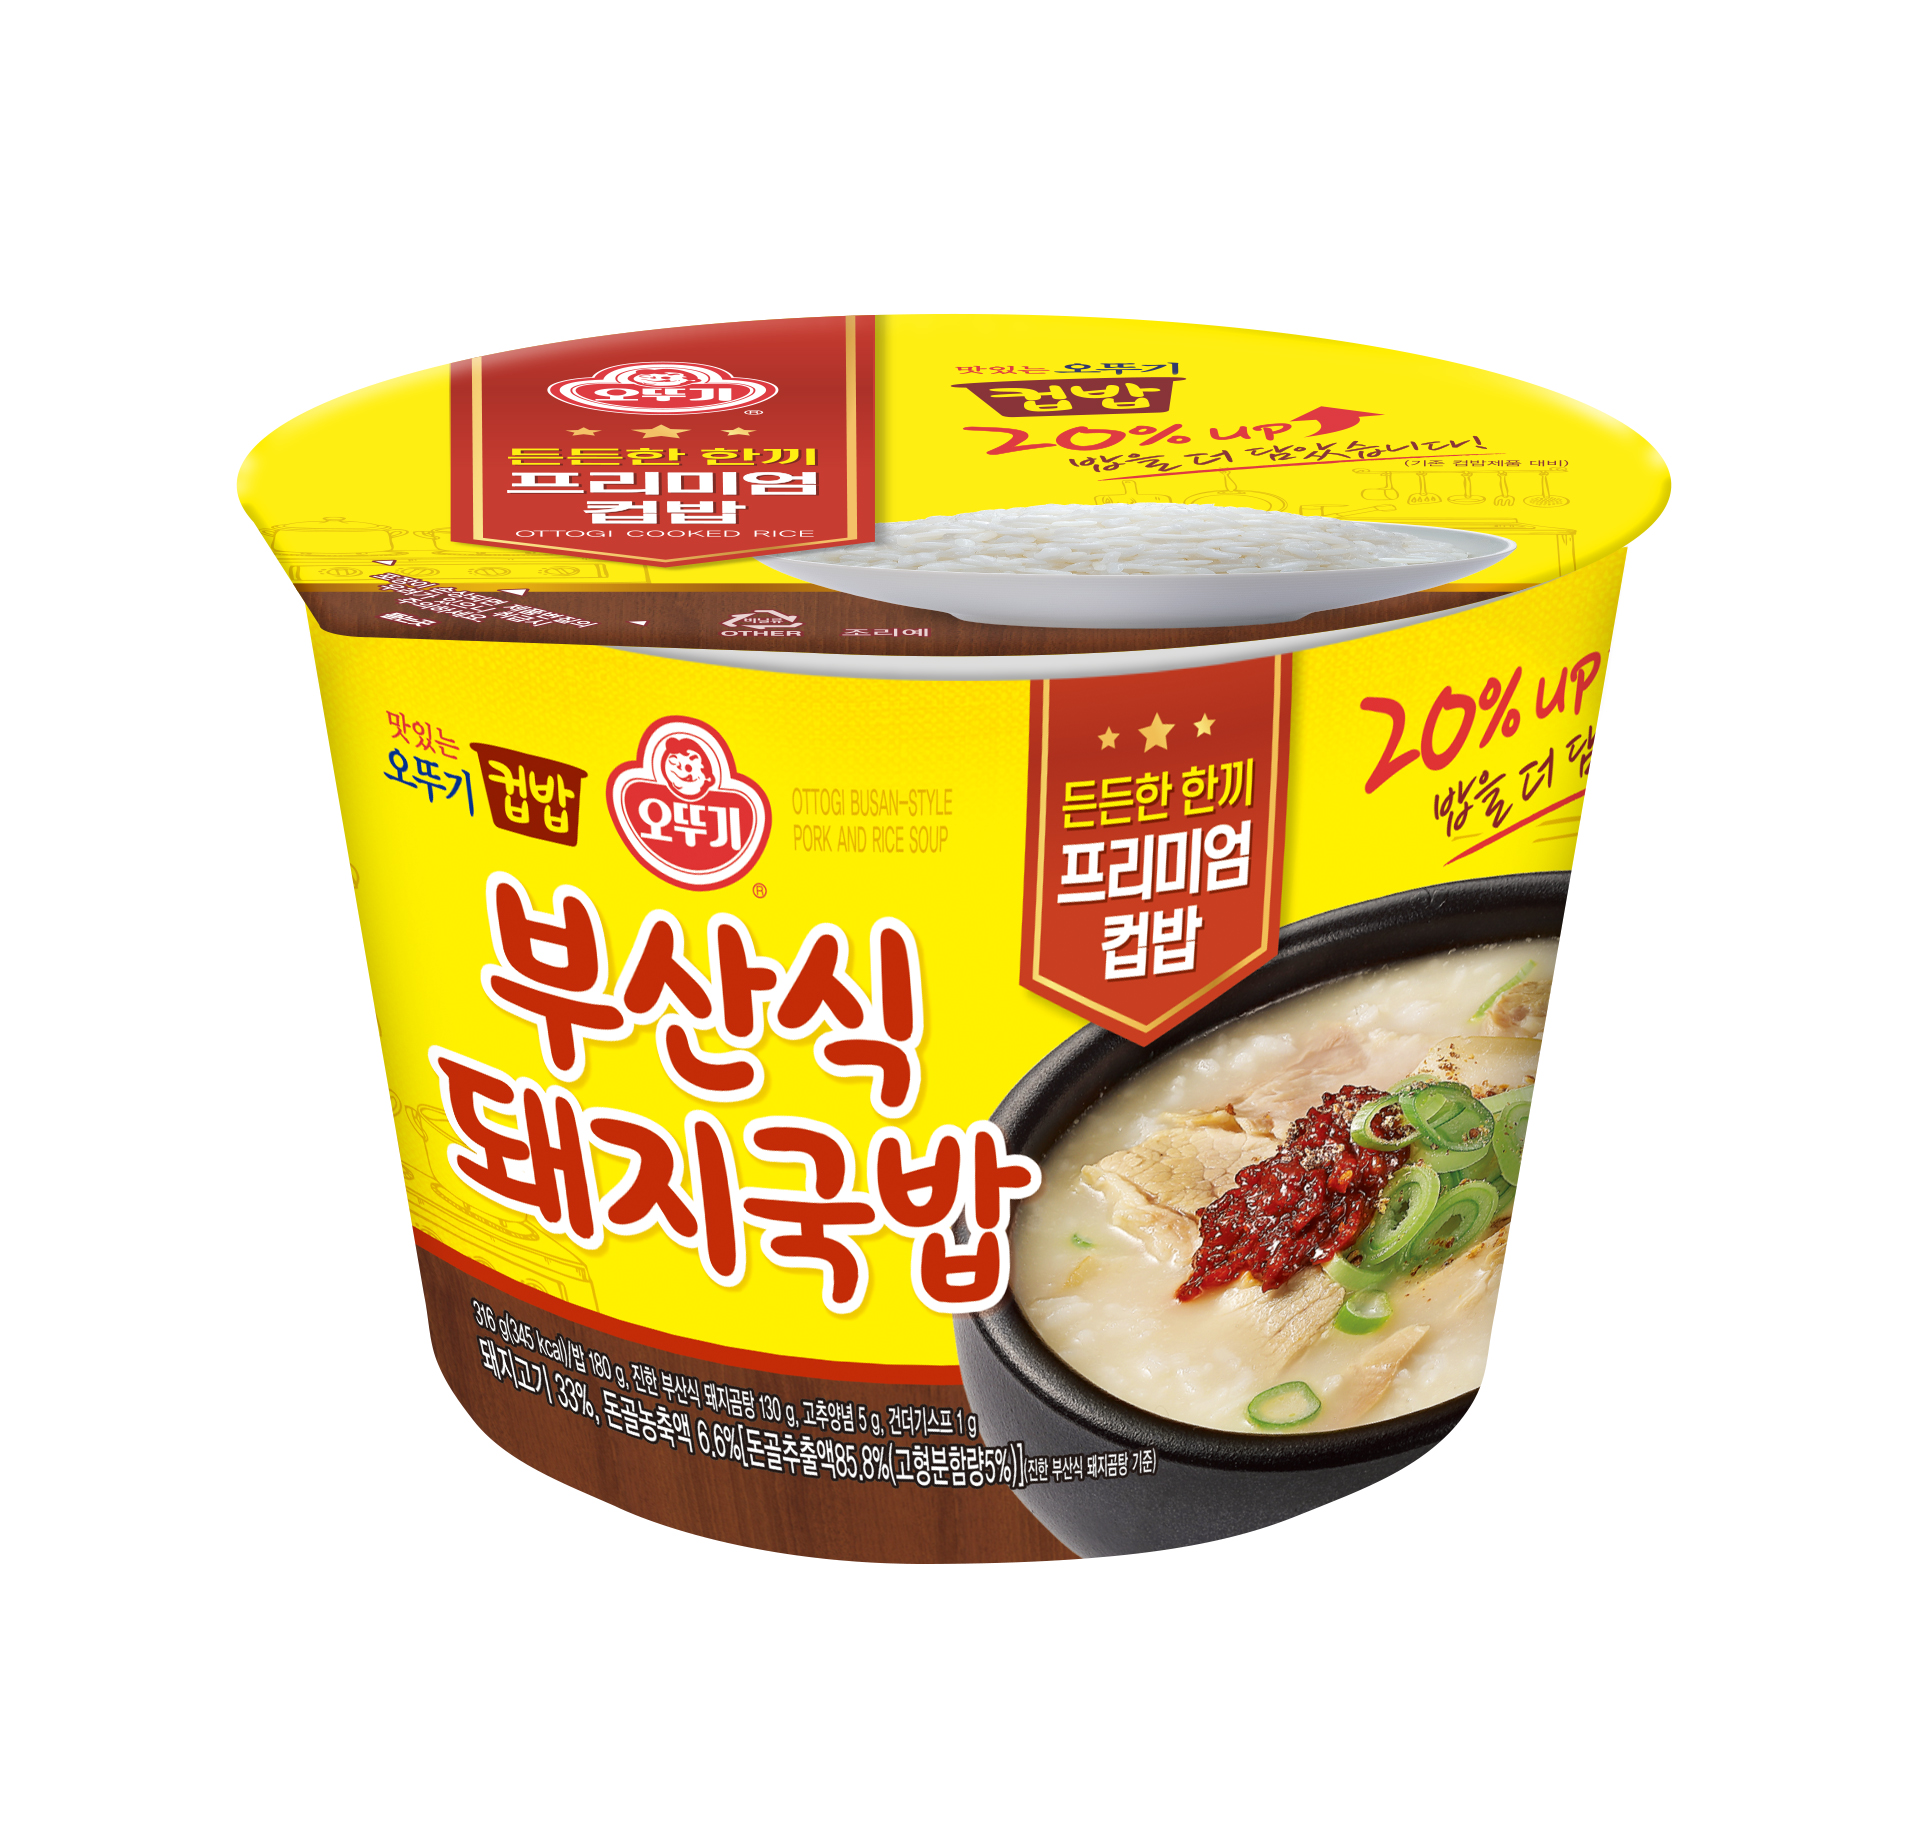 오뚜기
든든한 한끼
프리미엄
컵밥
OTTOGI COOKED RICE
맛있는 오뚜기
컵밥
20% UP
밥을 더 담았습니다!
(기존 컵밥제품 대비)
비닐류
OTHER
조리예
맛있는
오뚜기 컵밥
오뚜기
®
OTTOGI BUSAN-STYLE
PORK AND RICE SOUP
든든한 한끼
프리미엄
컵밥
20% UP
밥을 더 담
부산식
돼지국밥
316 g(345 kcal)/밥 180 g, 진한 부산식 돼지곰탕 130 g, 고추양념 5 g, 건더기스프 1 g
돼지고기 33%, 돈골농축액 6.6%[돈골추출액85.8%(고형분함량5%)](진한 부산식 돼지곰탕 기준)